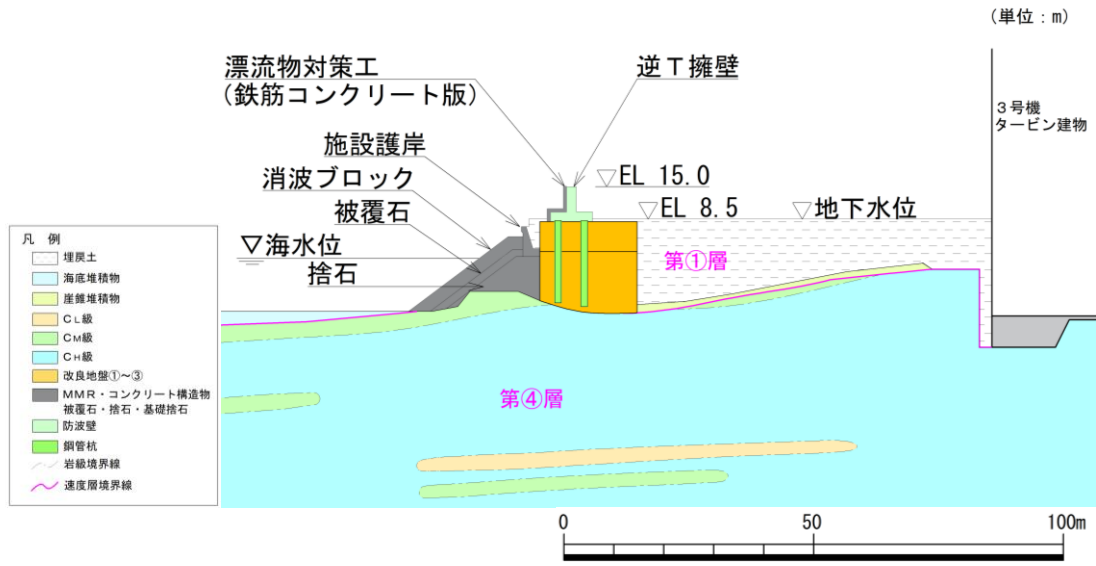 (単位：m)
漂流物対策工
(鉄筋コンクリート版)
逆Ｔ擁壁
３号機
タービン建物
施設護岸
消波ブロック
被覆石
▽海水位
捨石
▽EL 15.0
▽EL 8.5
▽地下水位
第①層
第④層
凡 例
埋戻土
海底堆積物
崖錐堆積物
ＣL級
ＣM級
ＣH級
改良地盤①～③
ＭＭＲ・コンクリート構造物
被覆石・捨石・基礎捨石
防波壁
鋼管杭
岩級境界線
速度層境界線
0 50 100m